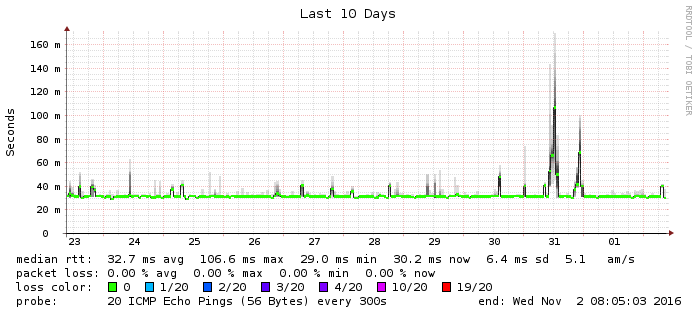 Last 10 Days
RRDTOOL / TOBI OETIKER
Seconds
160 m
140 m
120 m
100 m
80 m
60 m
40 m
20 m
0
23 24 25 26 27 28 29 30 31 01
median rtt: 32.7 ms avg 106.6 ms max 29.0 ms min 30.2 ms now 6.4 ms sd 5.1 am/s
packet loss: 0.00 % avg 0.00 % max 0.00 % min 0.00 % now
loss color: 0 1/20 2/20 3/20 4/20 10/20 19/20
probe: 20 ICMP Echo Pings (56 Bytes) every 300s end: Wed Nov 2 08:05:03 2016